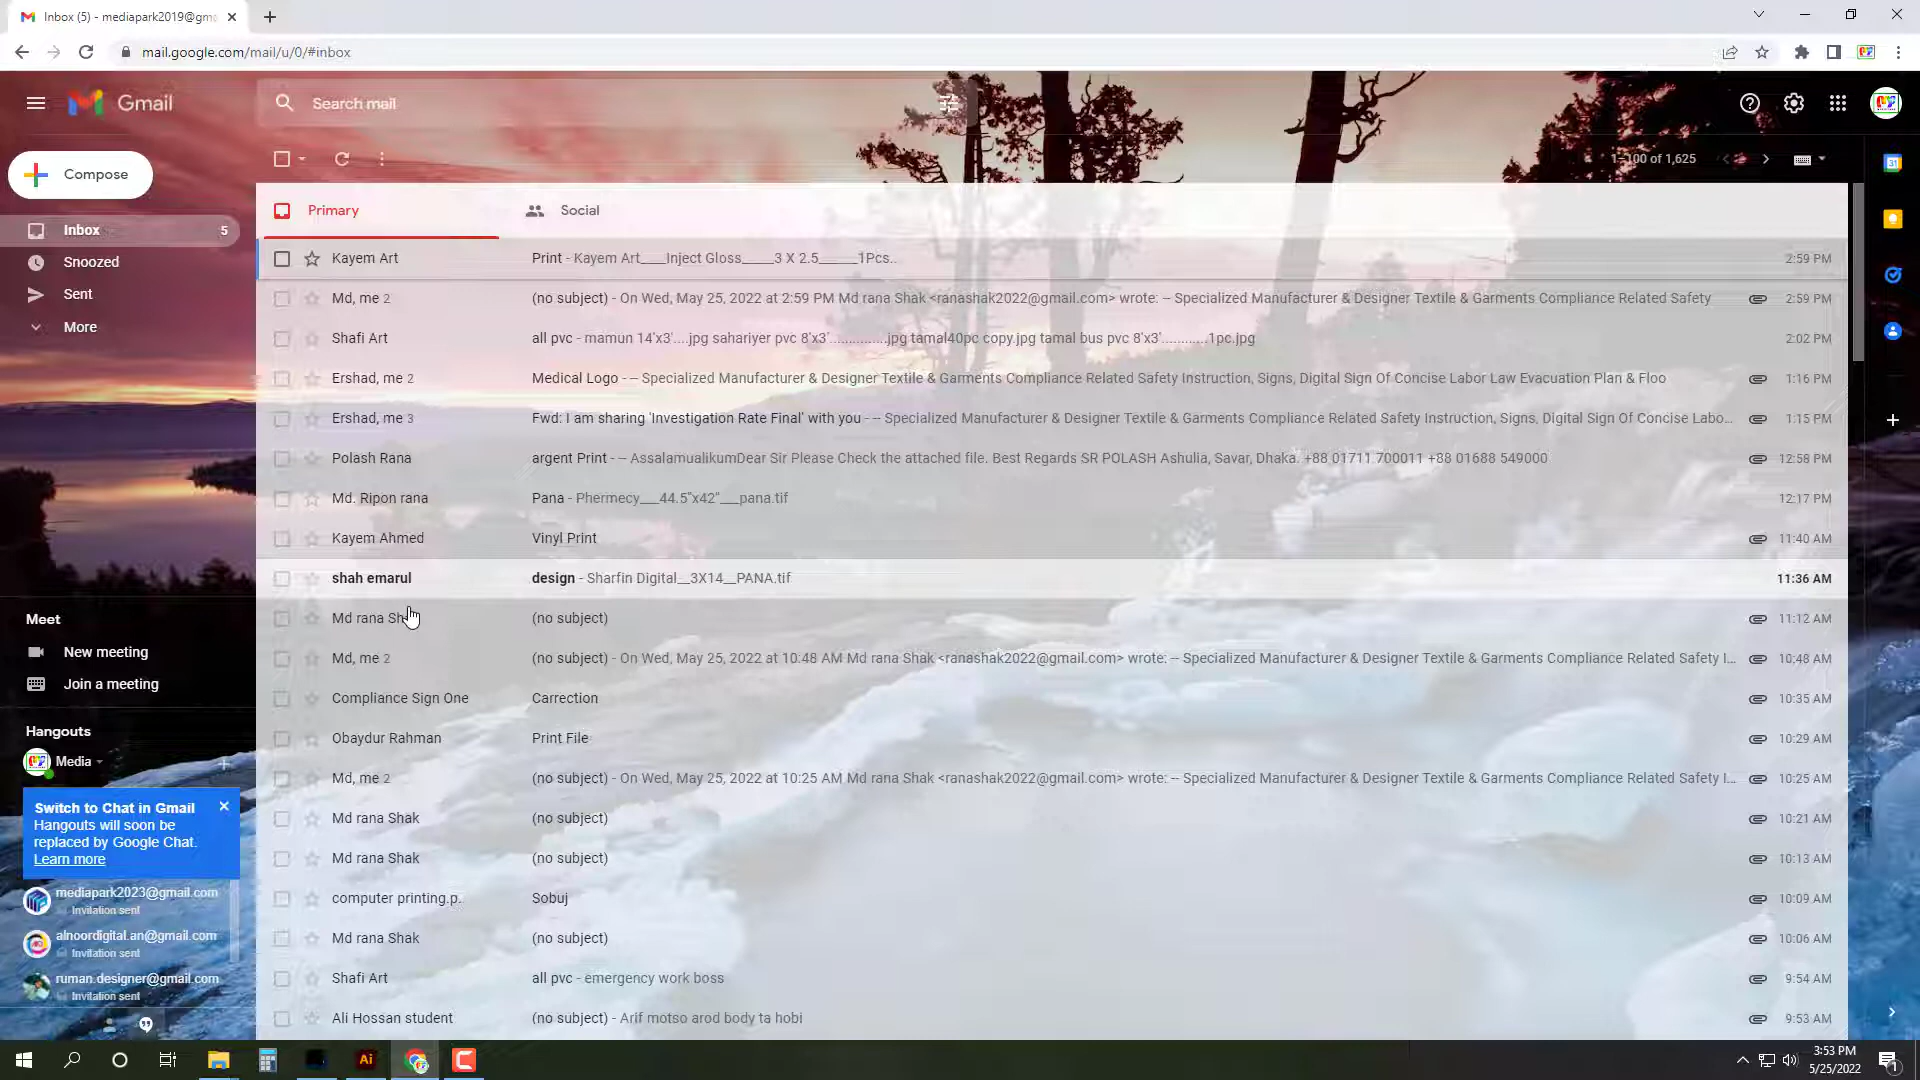 Inbox (5) - mediapark2019@gm
mail.google.com/mail/u/0/#inbox
Gmail
Search mail
Compose
1–100 of 1,625
Inbox 5
Snoozed
Sent
More
Primary
Social
Kayem Art Print - Kayem Art____Inject Gloss_____3 X 2.5______1Pcs.. 2:59 PM
Md, me 2 (no subject) - On Wed, May 25, 2022 at 2:59 PM Md rana Shak <ranashak2022@gmail.com> wrote: -- Specialized Manufacturer & Designer Textile & Garments Compliance Related Safety 2:59 PM
Shafi Art all pvc - mamun 14'x3'....jpg sahariyer pvc 8'x3'...............jpg tamal40pc copy.jpg tamal bus pvc 8'x3'............1pc.jpg 2:02 PM
Ershad, me 2 Medical Logo - -- Specialized Manufacturer & Designer Textile & Garments Compliance Related Safety Instruction, Signs, Digital Sign Of Concise Labor Law Evacuation Plan & Floo 1:16 PM
Ershad, me 3 Fwd: I am sharing 'Investigation Rate Final' with you - -- Specialized Manufacturer & Designer Textile & Garments Compliance Related Safety Instruction, Signs, Digital Sign Of Concise Labo... 1:15 PM
Polash Rana argent Print - -- AssalamualikumDear Sir Please Check the attached file. Best Regards SR POLASH Ashulia, Savar, Dhaka. +88 01711 700011 +88 01688 549000 12:58 PM
Md. Ripon rana Pana - Phermecy___44.5"x42"___pana.tif 12:17 PM
Kayem Ahmed Vinyl Print 11:40 AM
shah emarul design - Sharfin Digital__3X14__PANA.tif 11:36 AM
Md rana Sh (no subject) 11:12 AM
Md, me 2 (no subject) - On Wed, May 25, 2022 at 10:48 AM Md rana Shak <ranashak2022@gmail.com> wrote: -- Specialized Manufacturer & Designer Textile & Garments Compliance Related Safety I... 10:48 AM
Compliance Sign One Carrection 10:35 AM
Obaydur Rahman Print File 10:29 AM
Md, me 2 (no subject) - On Wed, May 25, 2022 at 10:25 AM Md rana Shak <ranashak2022@gmail.com> wrote: -- Specialized Manufacturer & Designer Textile & Garments Compliance Related Safety I... 10:25 AM
Md rana Shak (no subject) 10:21 AM
Md rana Shak (no subject) 10:13 AM
computer printing.p.. Sobuj 10:09 AM
Md rana Shak (no subject) 10:06 AM
Shafi Art all pvc - emergency work boss 9:54 AM
Ali Hossan student (no subject) - Arif motso arod body ta hobi 9:53 AM
Meet
New meeting
Join a meeting
Hangouts
Media
Switch to Chat in Gmail
Hangouts will soon be
replaced by Google Chat.
Learn more
mediapark2023@gmail.com
Invitation sent
alnoordigital.an@gmail.com
Invitation sent
ruman.designer@gmail.com
Invitation sent
31
Ai
3:53 PM
5/25/2022
1